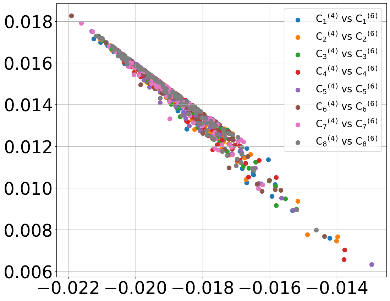 0.018
0.016
0.014
0.012
0.010
0.008
0.006
−0.022 −0.020 −0.018 −0.016 −0.014
C₁⁽⁴⁾ vs C₁⁽⁶⁾
C₂⁽⁴⁾ vs C₂⁽⁶⁾
C₃⁽⁴⁾ vs C₃⁽⁶⁾
C₄⁽⁴⁾ vs C₄⁽⁶⁾
C₅⁽⁴⁾ vs C₅⁽⁶⁾
C₆⁽⁴⁾ vs C₆⁽⁶⁾
C₇⁽⁴⁾ vs C₇⁽⁶⁾
C₈⁽⁴⁾ vs C₈⁽⁶⁾